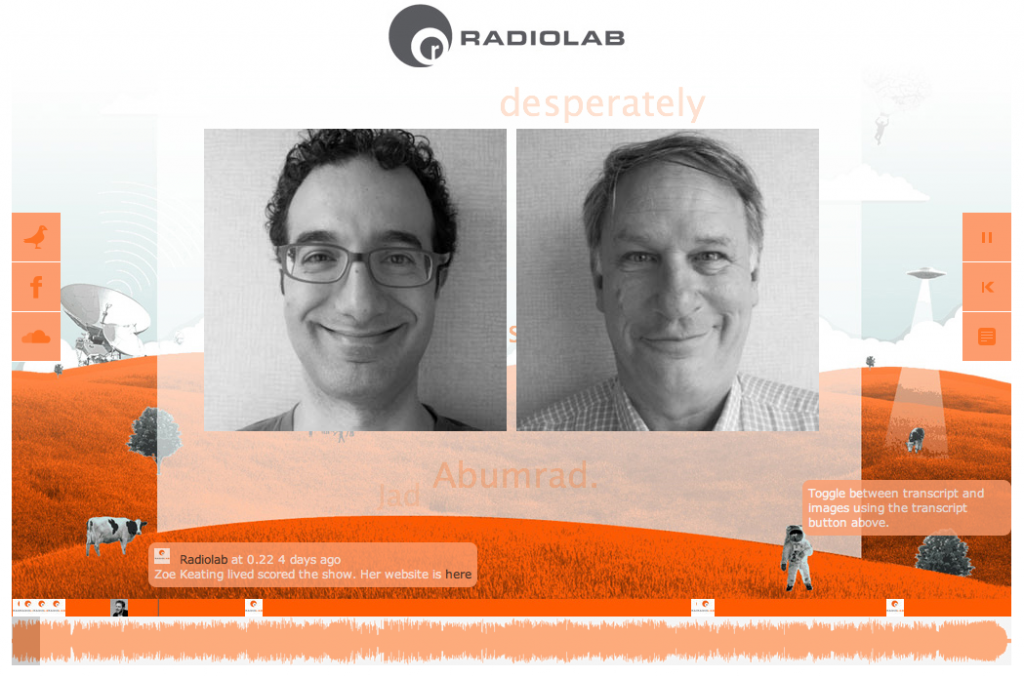 RADIOLAB
desperately
s
Jad
Abumrad.
Toggle between transcript and
images using the transcript
button above.
Radiolab at 0.22 4 days ago
Zoe Keating lived scored the show. Her website is here